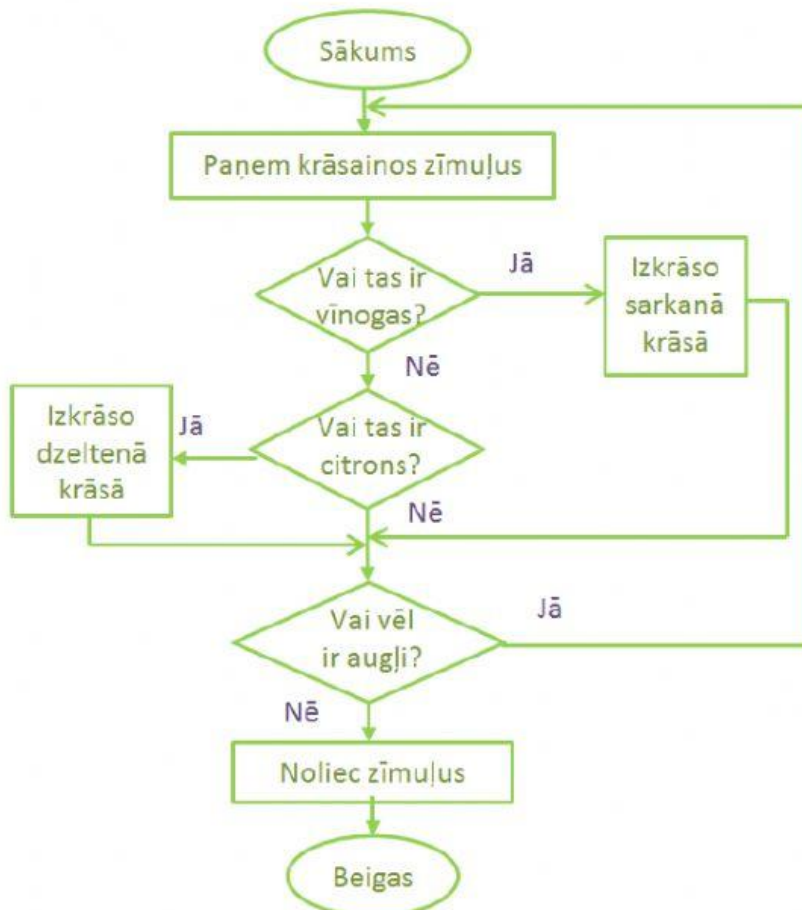 Sākums
Paņem krāsainos zīmuļus
Vai tas ir
vīnogas?
Jā
Izkrāso
sarkanā
krāsā
Nē
Vai tas ir
citrons?
Jā
Izkrāso
dzeltenā
krāsā
Nē
Vai vēl
ir augļi?
Jā
Nē
Noliec zīmuļus
Beigas